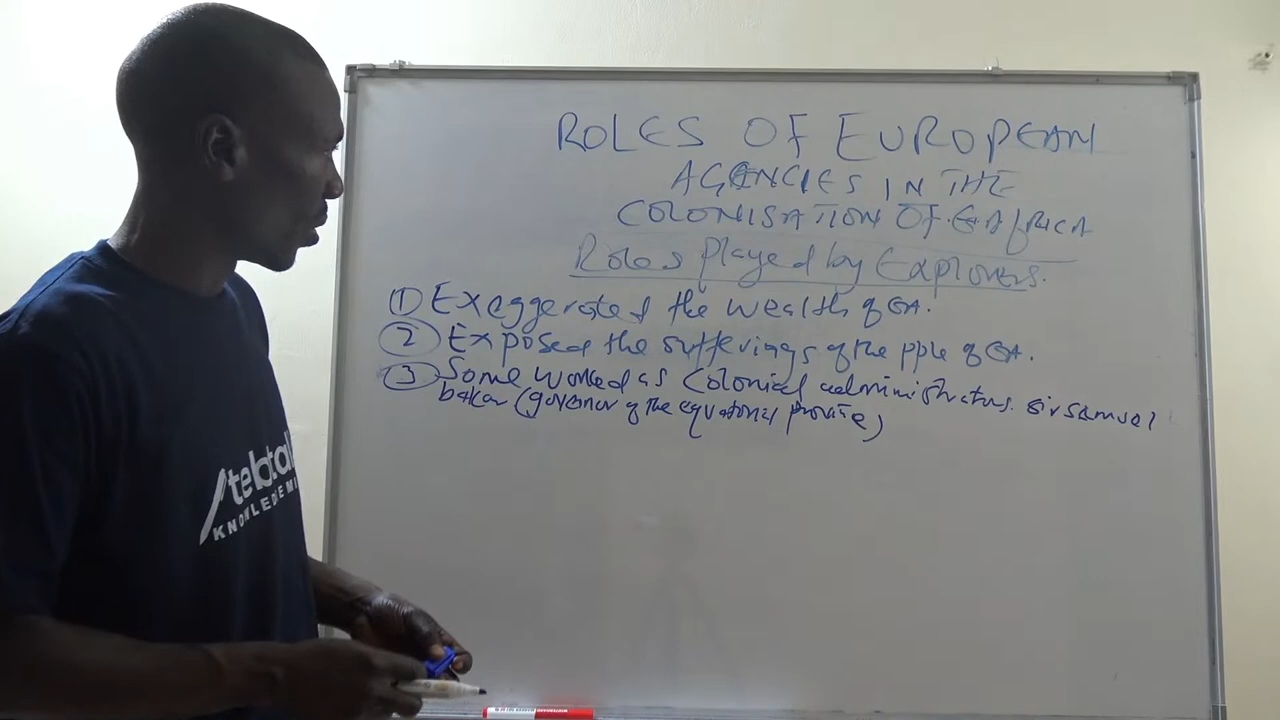 ROLES OF EUROPEAN
AGENCIES IN THE
COLONISATION OF E.AfRICA
Roles played by Explorers.
① Exaggerated the wealth of EA.
② Exposed the sufferings of the pple of EA.
③ Some worked as Colonial administrators. Sir Samuel
baker (governor of the equatorial provice)
KNOWLEDGE